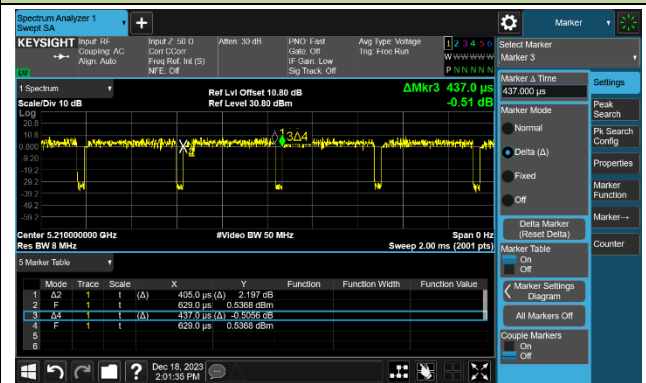 Spectrum Analyzer 1
Swept SA
Marker
KEYSIGHT Input: RF Input Z: 50 Ω Atten: 30 dB PNO: Fast Avg Type: Voltage 1 2 3 4 5 6
Coupling: AC Corr CCorr Gate: Off Trig: Free Run
Align: Auto Freq Ref: Int (S) IF Gain: Low W W W W W W
NFE: Off Sig Track: Off P N N N N N
Select Marker
Marker 3
1 Spectrum
Ref Lvl Offset 10.80 dB
ΔMkr3 437.0 µs
Scale/Div 10 dB
Ref Level 30.80 dBm
-0.51 dB
Log
20.8
10.8
0.800
-9.20
-19.2
-29.2
-39.2
-49.2
-59.2
3Δ4
Center 5.210000000 GHz #Video BW 50 MHz Span 0 Hz
Res BW 8 MHz Sweep 2.00 ms (2001 pts)
5 Marker Table
Mode Trace Scale X Y Function Function Width Function Value
1 Δ2 1 t (Δ) 405.0 µs (Δ) 2.197 dB
2 F 1 t 629.0 µs 0.5368 dBm
3 Δ4 1 t (Δ) 437.0 µs (Δ) -0.5056 dB
4 F 1 t 629.0 µs 0.5368 dBm
5
6
Marker Δ Time
437.000 µs
Marker Mode
Normal
Delta (Δ)
Fixed
Off
Delta Marker
(Reset Delta)
Marker Table
On
Off
Marker Settings
Diagram
All Markers Off
Couple Markers
On
Off
Settings
Peak
Search
Pk Search
Config
Properties
Marker
Function
Marker→
Counter
Dec 18, 2023
2:01:35 PM